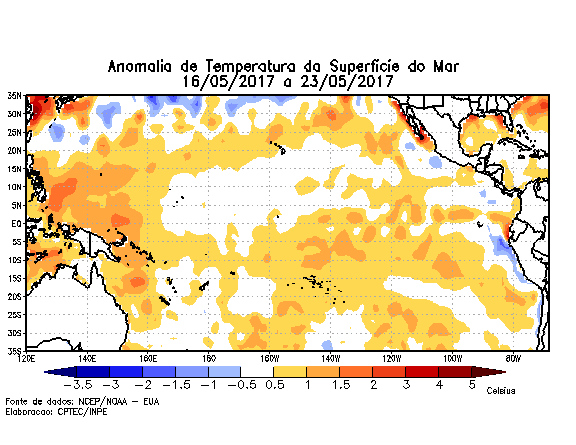 Anomalia de Temperatura da Superfície do Mar
16/05/2017 a 23/05/2017
35N
30N
25N
20N
15N
10N
5N
EQ
5S
10S
15S
20S
25S
30S
35S
120E 140E 160E 180 160W 140W 120W 100W 80W
-3.5 -3 -2 -1.5 -1 -0.5 0.5 1 1.5 2 3 4 5
Celsius
Fonte de dados: NCEP/NOAA - EUA
Elaboracao: CPTEC/INPE